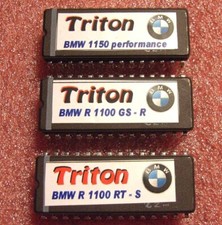 Triton
BMW 1150 performance
Triton
BMW R 1100 GS - R
Triton
BMW R 1100 RT - S